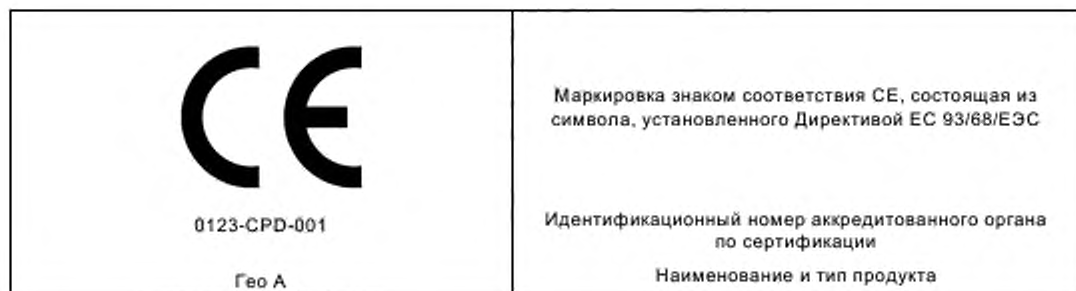 CE
0123-CPD-001
Гео А
Маркировка знаком соответствия СЕ, состоящая из
символа, установленного Директивой ЕС 93/68/ЕЭС
Идентификационный номер аккредитованного органа
по сертификации
Наименование и тип продукта